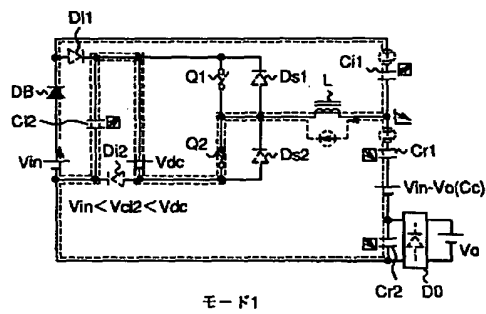 Di1
DB
Ci2
Vin
Di2
Vdc
Vin<Vci2<Vdc
Q1
Q2
Ds1
Ds2
L
Ci1
Cr1
Vin-Vo(Cc)
Vo
Cr2
DO
モード1